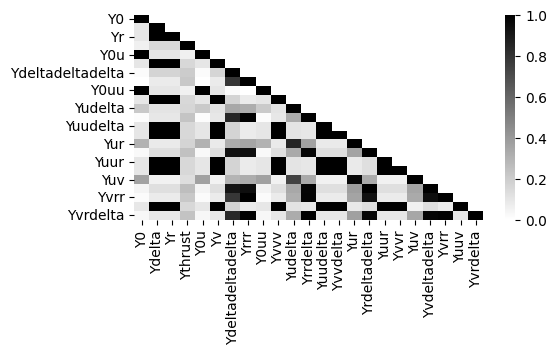 Y0
Yr
Y0u
Ydeltadeltadelta
Y0uu
Yudelta
Yuudelta
Yur
Yuur
Yuv
Yvrr
Yvrdelta
Y0
Ydelta
Yr
Ythrust
Y0u
Yv
Ydeltadeltadelta
Yrrr
Y0uu
Yvvv
Yudelta
Yrrdelta
Yuudelta
Yvvdelta
Yur
Yrdeltadelta
Yuur
Yvvr
Yuv
Yvdeltadelta
Yvrr
Yuuv
Yvrdelta
1.0
0.8
0.6
0.4
0.2
0.0